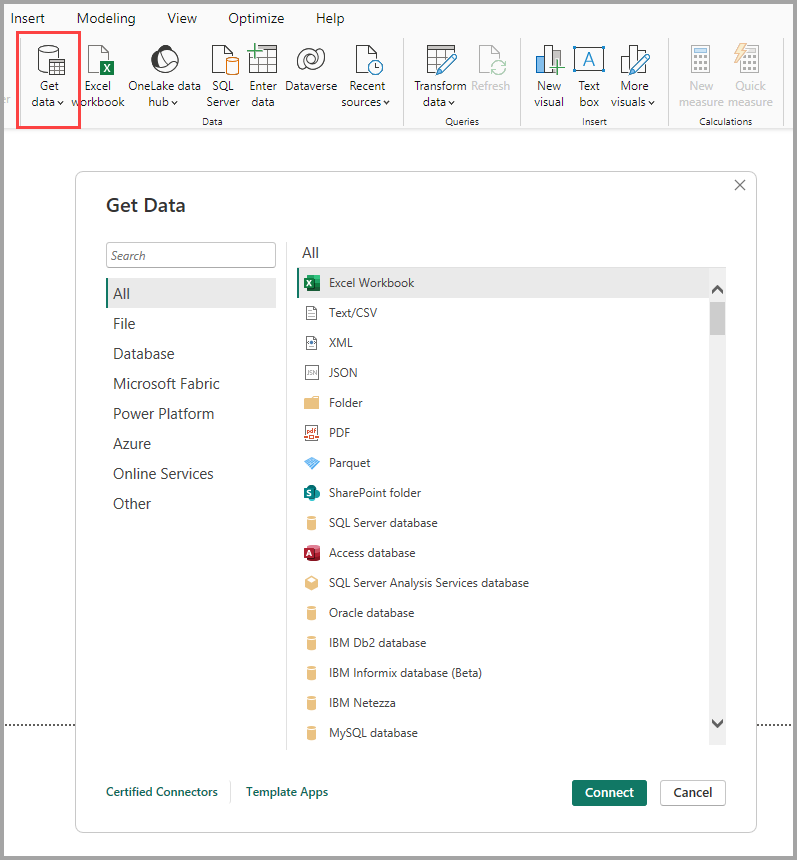 Insert Modeling View Optimize Help
Get data
Excel workbook
OneLake data hub
SQL Server
Enter data
Dataverse
Recent sources
Transform data
Refresh
New visual
Text box
More visuals
New measure
Quick measure
Data
Queries
Insert
Calculations
Get Data
Search
All
File
Database
Microsoft Fabric
Power Platform
Azure
Online Services
Other
All
Excel Workbook
Text/CSV
XML
JSON
Folder
PDF
Parquet
SharePoint folder
SQL Server database
Access database
SQL Server Analysis Services database
Oracle database
IBM Db2 database
IBM Informix database (Beta)
IBM Netezza
MySQL database
Certified Connectors
Template Apps
Connect
Cancel